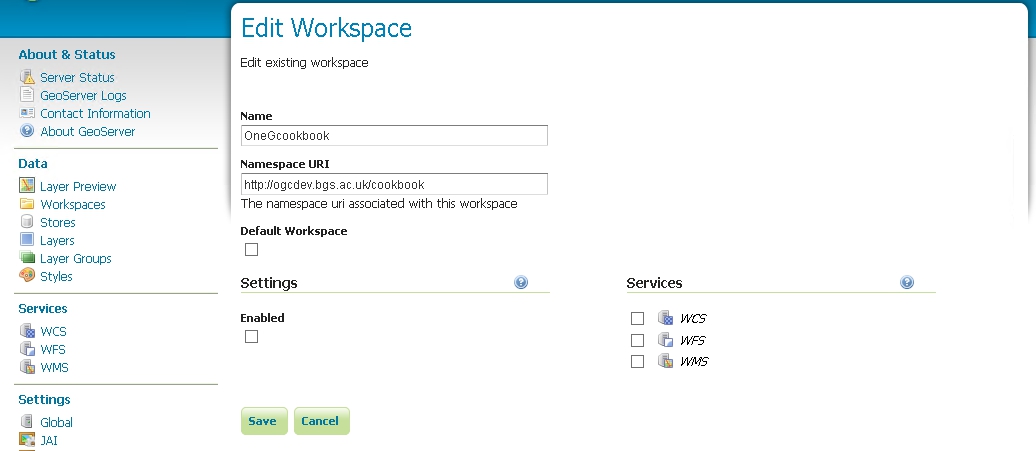 About & Status
Server Status
GeoServer Logs
Contact Information
About GeoServer
Data
Layer Preview
Workspaces
Stores
Layers
Layer Groups
Styles
Services
WCS
WFS
WMS
Settings
Global
JAI
Edit Workspace
Edit existing workspace
Name
OneGcookbook
Namespace URI
http://ogcdev.bgs.ac.uk/cookbook
The namespace uri associated with this workspace
Default Workspace
Settings
Enabled
Services
WCS
WFS
WMS
Save Cancel